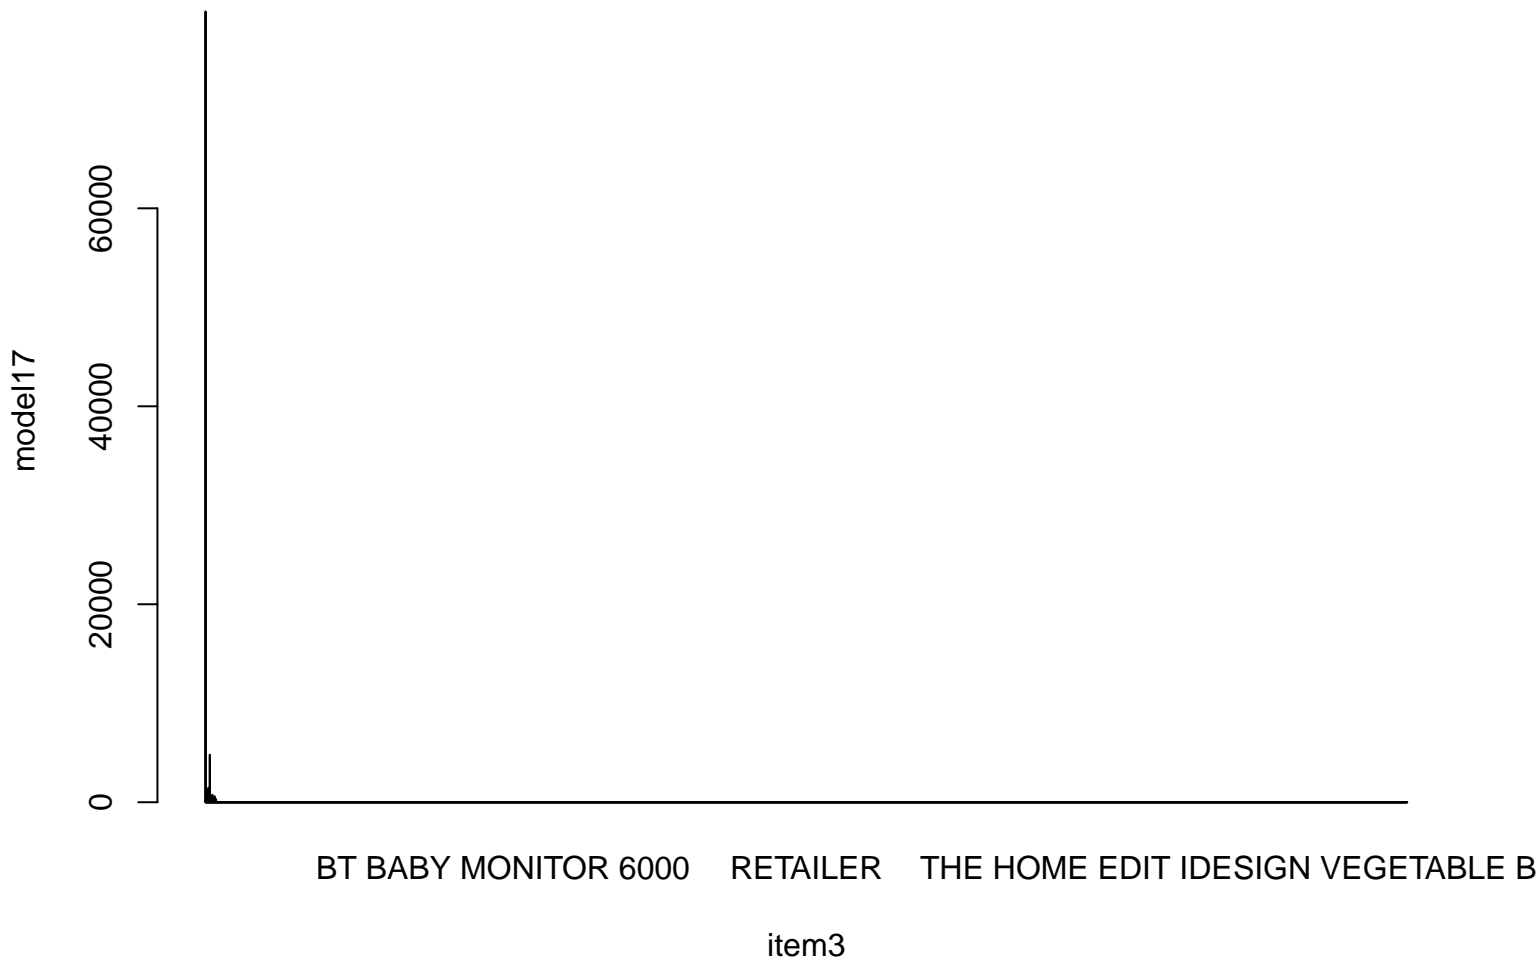 60000
40000
20000
0
model17
BT BABY MONITOR 6000 RETAILER THE HOME EDIT IDESIGN VEGETABLE B
item3